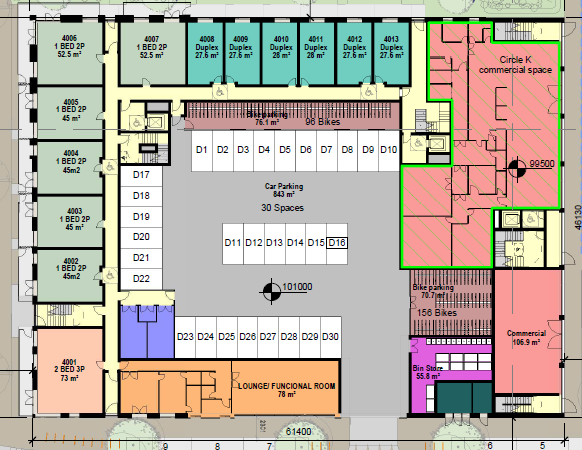 4006
1 BED 2P
52.5 m²
4007
1 BED 2P
52.5 m²
4008
Duplex
27.6 m²
4009
Duplex
27.6 m²
4010
Duplex
28 m²
4011
Duplex
28 m²
4012
Duplex
27.6 m²
4013
Duplex
27.6 m²
Circle K
commercial space
4005
1 BED 2P
45 m²
Bike parking
76.1 m²
96 Bikes
4004
1 BED 2P
45m2
D1 D2 D3 D4 D5 D6 D7 D8 D9 D10
99500
D17
D18
D19
D20
D21
D22
Car Parking
843 m²
30 Spaces
4003
1 BED 2P
45 m²
46130
D11 D12 D13 D14 D15 D16
4002
1 BED 2P
45m2
101000
Bike parking
70.7 m²
156 Bikes
Commercial
106.9 m²
D23 D24 D25 D26 D27 D28 D29 D30
4001
2 BED 3P
73 m²
LOUNGE/ FUNCIONAL ROOM
78 m²
Bin Store
55.8 m²
61400
9 8 7 6 5